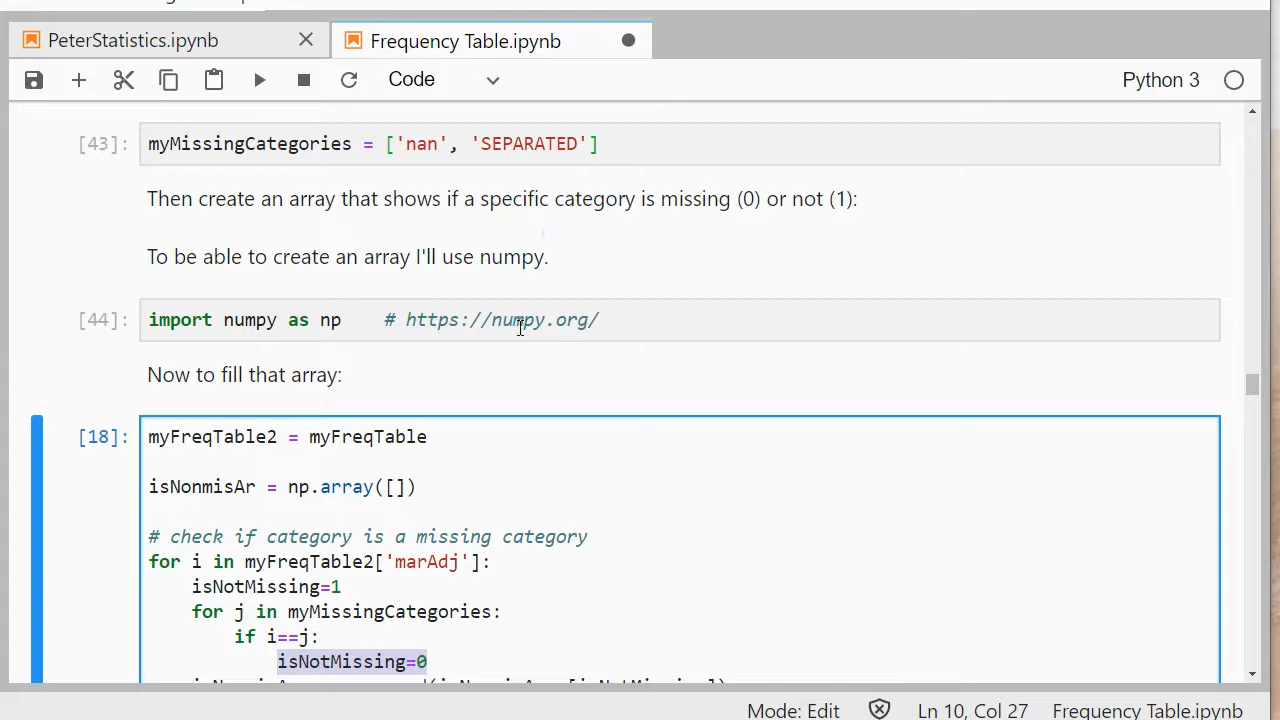 PeterStatistics.ipynb
Frequency Table.ipynb
Code
Python 3
[43]:
myMissingCategories = ['nan', 'SEPARATED']
Then create an array that shows if a specific category is missing (0) or not (1):
To be able to create an array I'll use numpy.
[44]:
import numpy as np    # https://numpy.org/
Now to fill that array:
[18]:
myFreqTable2 = myFreqTable
isNonmisAr = np.array([])
# check if category is a missing category
for i in myFreqTable2['marAdj']:
    isNotMissing=1
    for j in myMissingCategories:
        if i==j:
            isNotMissing=0
Mode: Edit
Ln 10, Col 27
Frequency Table.ipynb